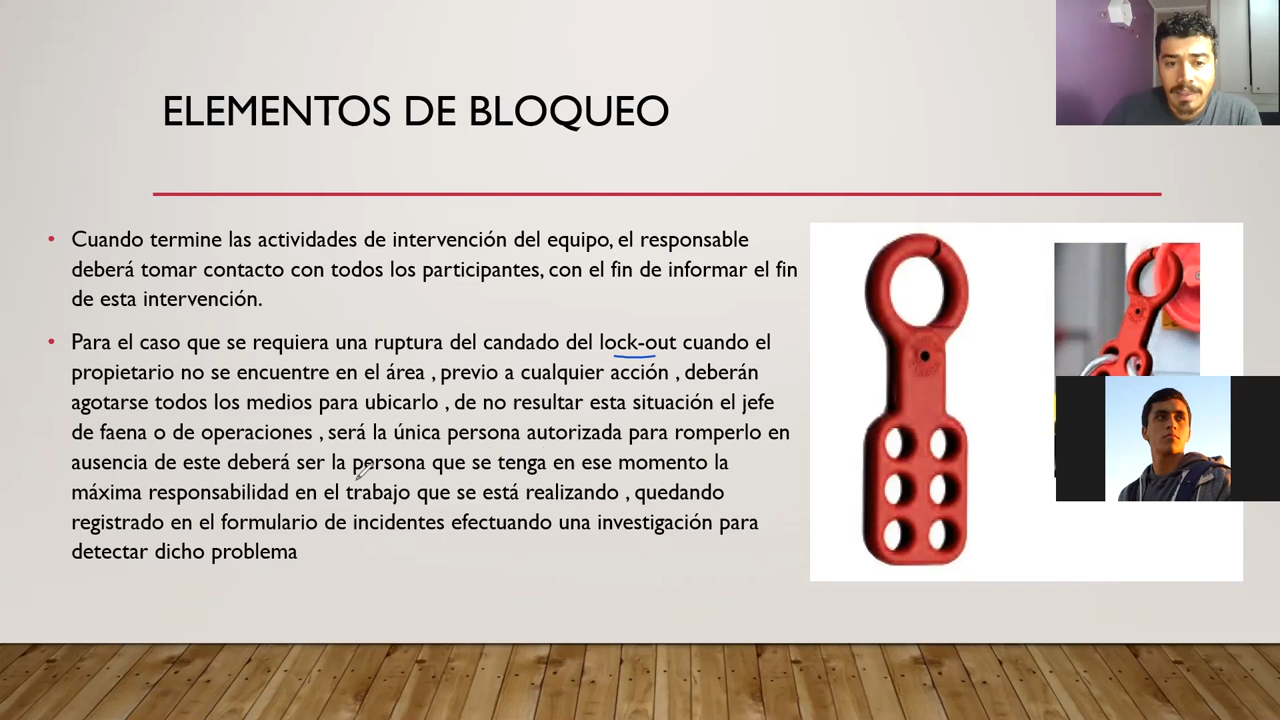 ELEMENTOS DE BLOQUEO
• Cuando termine las actividades de intervención del equipo, el responsable
deberá tomar contacto con todos los participantes, con el fin de informar el fin
de esta intervención.
• Para el caso que se requiera una ruptura del candado del lock-out cuando el
propietario no se encuentre en el área , previo a cualquier acción , deberán
agotarse todos los medios para ubicarlo , de no resultar esta situación el jefe
de faena o de operaciones , será la única persona autorizada para romperlo en
ausencia de este deberá ser la persona que se tenga en ese momento la
máxima responsabilidad en el trabajo que se está realizando , quedando
registrado en el formulario de incidentes efectuando una investigación para
detectar dicho problema